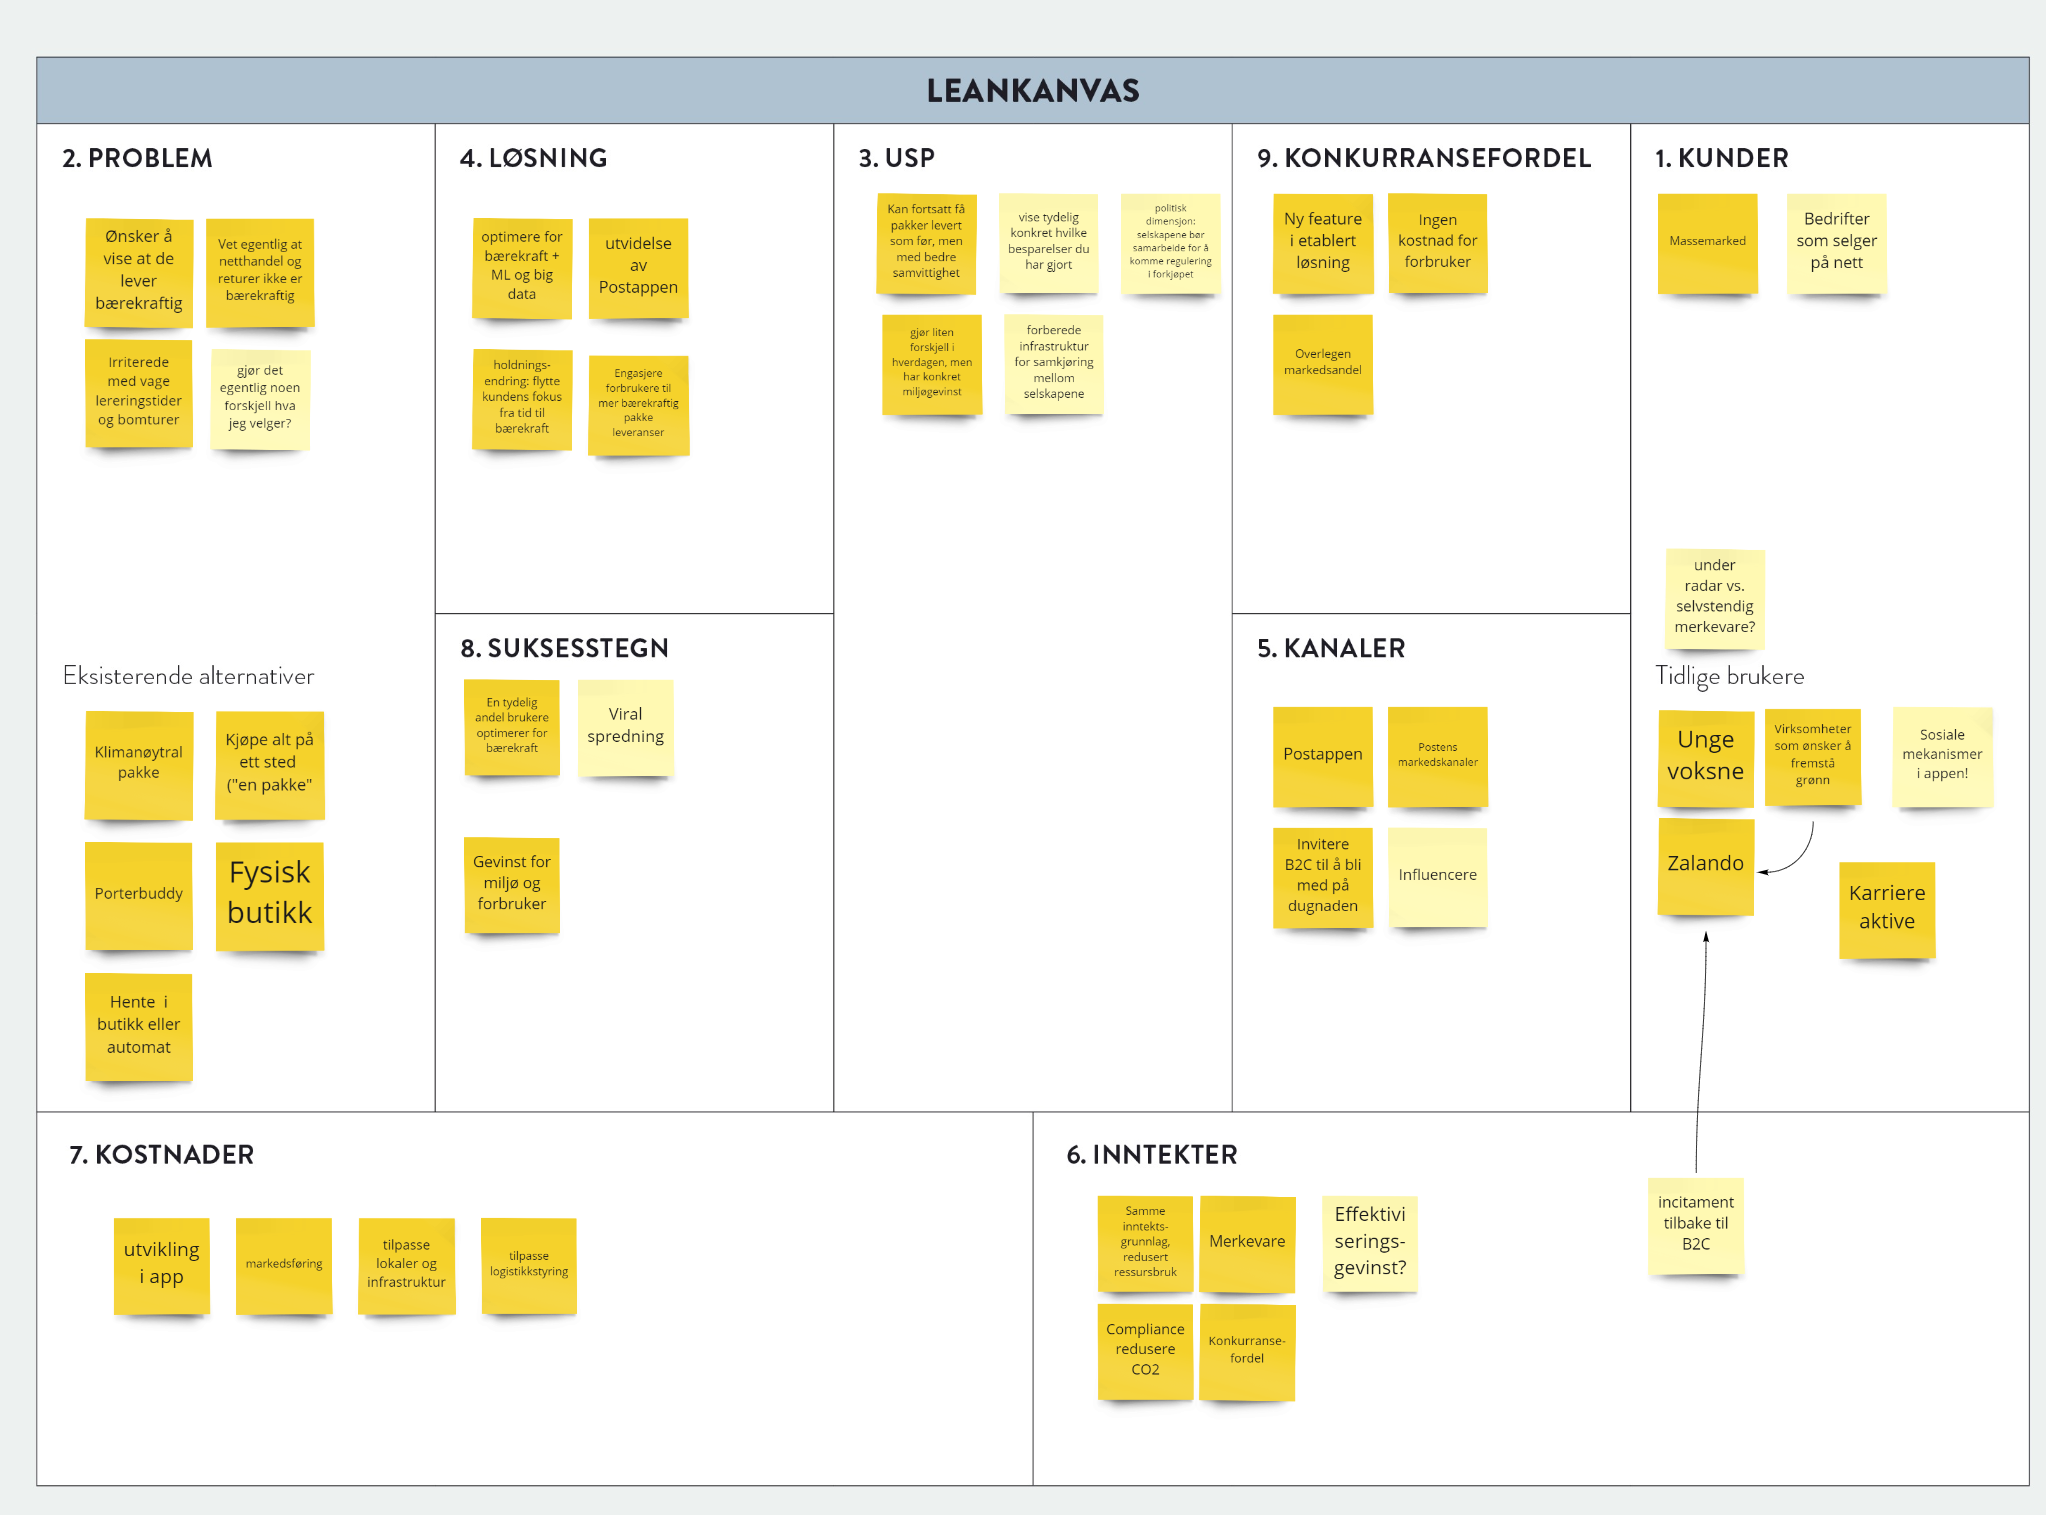 LEANKANVAS
2. PROBLEM
Ønsker å
vise at de
lever
bærekraftig
Vet egentlig at
netthandel og
returer ikke er
bærekraftig
Irriterede
med vage
lereringstider
og bomturer
gjør det
egentlig noen
forskjell hva
jeg velger?
Eksisterende alternativer
Klimanøytral
pakke
Kjøpe alt på
ett sted
("en pakke"
Porterbuddy
Fysisk
butikk
Hente i
butikk eller
automat
4. LØSNING
optimere for
bærekraft +
ML og big
data
utvidelse
av
Postappen
holdnings-
endring: flytte
kundens fokus
fra tid til
bærekraft
Engasjere
forbrukere til
mer bærekraftig
pakke
leveranser
8. SUKSESSTEGN
En tydelig
andel brukere
optimerer for
bærekraft
Viral
spredning
Gevinst for
miljø og
forbruker
3. USP
Kan fortsatt få
pakker levert
som før, men
med bedre
samvittighet
vise tydelig
konkret hvilke
besparelser du
har gjort
politisk
dimensjon:
selskapene bør
samarbeide for å
komme regulering
i forkjøpet
gjør liten
forskjell i
hverdagen, men
har konkret
miljøgevinst
forberede
infrastruktur
for samkjøring
mellom
selskapene
9. KONKURRANSEFORDEL
Ny feature
i etablert
løsning
Ingen
kostnad for
forbruker
Overlegen
markedsandel
5. KANALER
Postappen
Postens
markedskanaler
Invitere
B2C til å bli
med på
dugnaden
Influencere
1. KUNDER
Massemarked
Bedrifter
som selger
på nett
under
radar vs.
selvstendig
merkevare?
Tidlige brukere
Unge
voksne
Virksomheter
som ønsker å
fremstå
grønn
Sosiale
mekanismer
i appen!
Zalando
Karriere
aktive
7. KOSTNADER
utvikling
i app
markedsføring
tilpasse
lokaler og
infrastruktur
tilpasse
logistikkstyring
6. INNTEKTER
Samme
inntekts-
grunnlag,
redusert
ressursbruk
Merkevare
Effektivi
serings-
gevinst?
Compliance
redusere
CO2
Konkurranse-
fordel
incitament
tilbake til
B2C